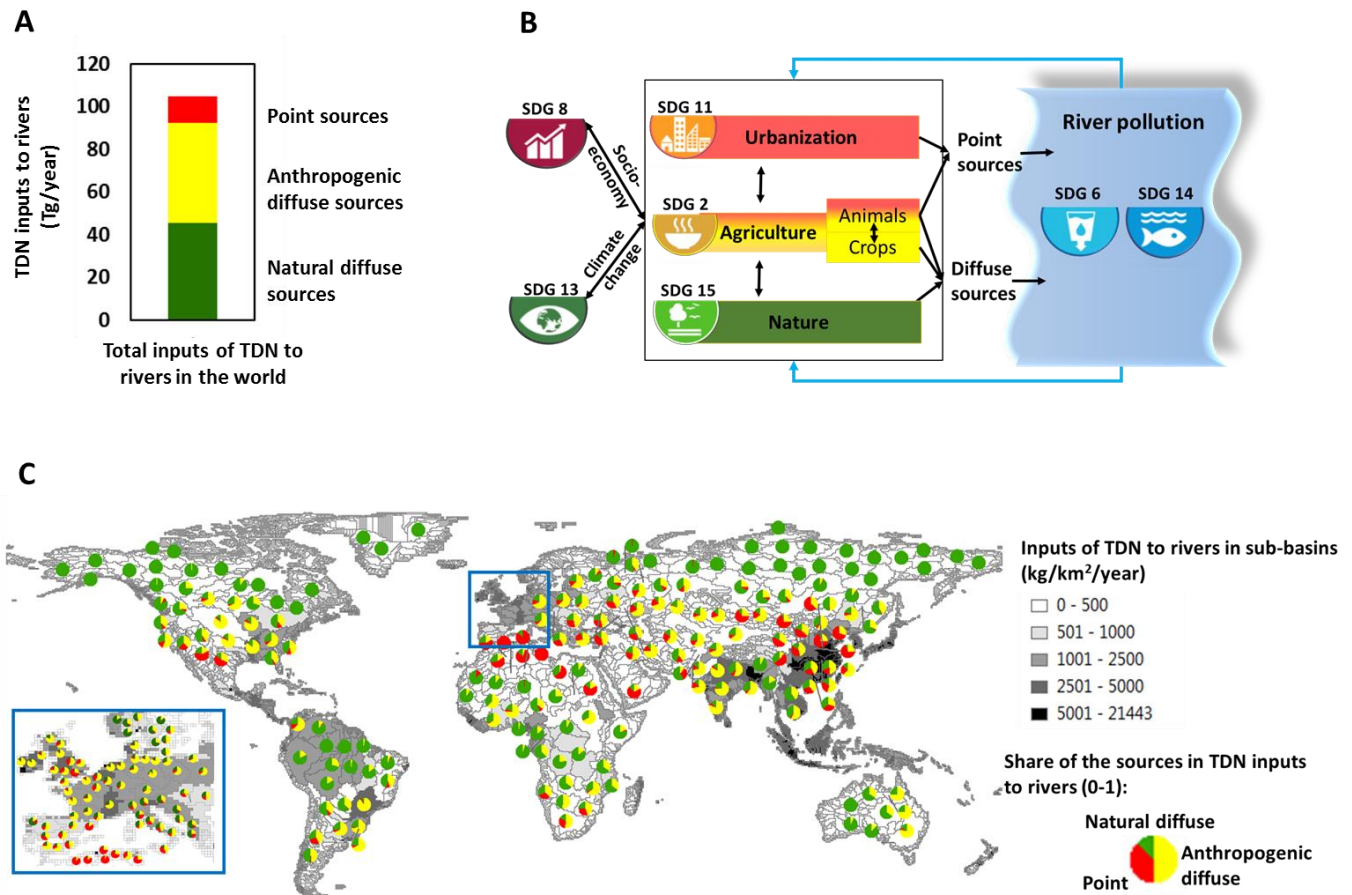 A
120
100
80
60
40
20
0
TDN inputs to rivers
(Tg/year)
Point sources
Anthropogenic
diffuse sources
Natural diffuse
sources
Total inputs of TDN to
rivers in the world
B
SDG 8
Socio-
economy
Climate
change
SDG 13
SDG 11
Urbanization
SDG 2
Agriculture
Animals
Crops
SDG 15
Nature
Point
sources
Diffuse
sources
River pollution
SDG 6
SDG 14
C
Inputs of TDN to rivers in sub-basins
(kg/km²/year)
0 - 500
501 - 1000
1001 - 2500
2501 - 5000
5001 - 21443
Share of the sources in TDN inputs
to rivers (0-1):
Natural diffuse
Anthropogenic
diffuse
Point